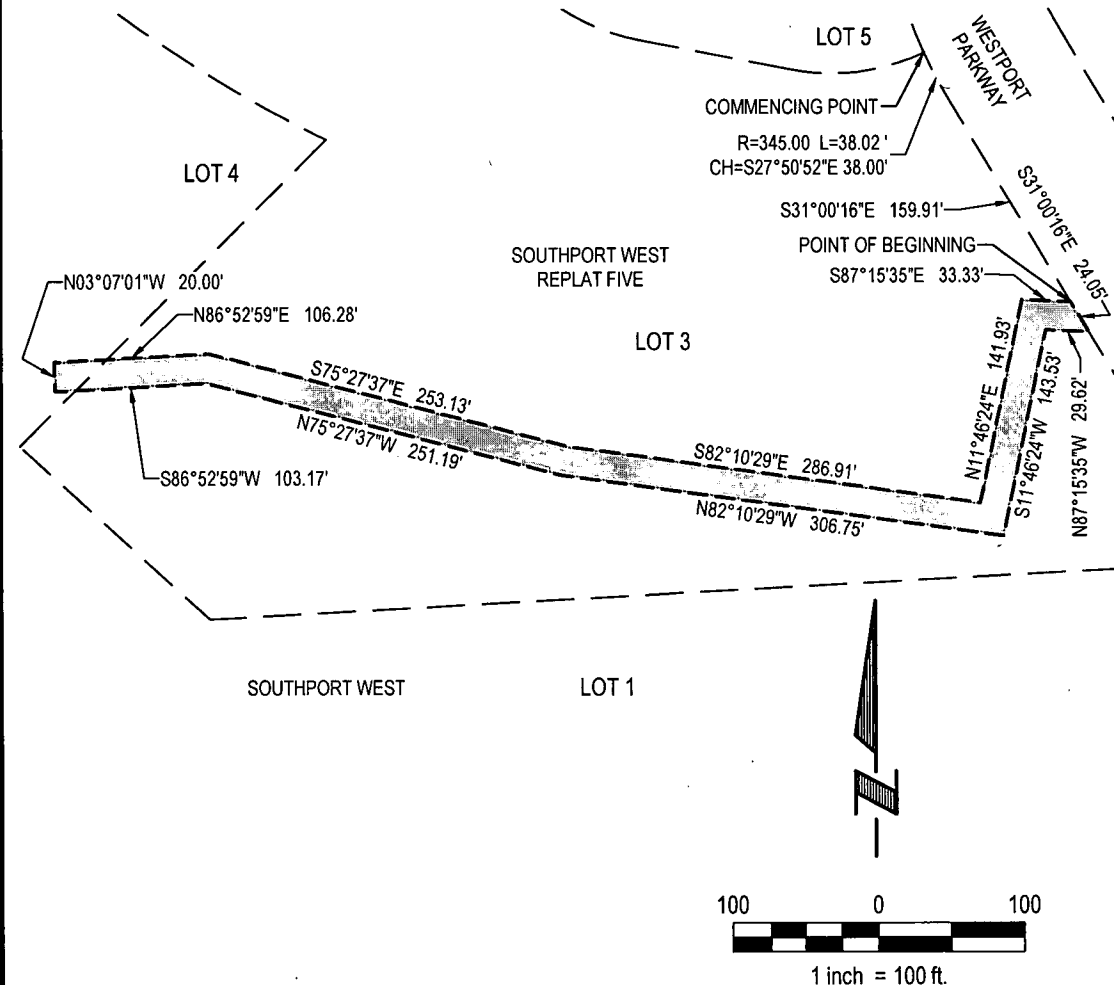 LOT 5
WESTPORT
PARKWAY
COMMENCING POINT
R=345.00 L=38.02'
CH=S27°50'52"E 38.00'
LOT 4
S31°00'16"E 159.91'
S31°00'16"E 24.05'
SOUTHPORT WEST
REPLAT FIVE
POINT OF BEGINNING
S87°15'35"E 33.33'
N03°07'01"W 20.00'
N86°52'59"E 106.28'
LOT 3
S75°27'37"E 253.13'
N75°27'37"W 251.19'
N11°46'24"E 141.93'
S11°46'24"W 143.53'
N87°15'35"W 29.62'
S86°52'59"W 103.17'
S82°10'29"E 286.91'
N82°10'29"W 306.75'
SOUTHPORT WEST
LOT 1
100 0 100
1 inch = 100 ft.